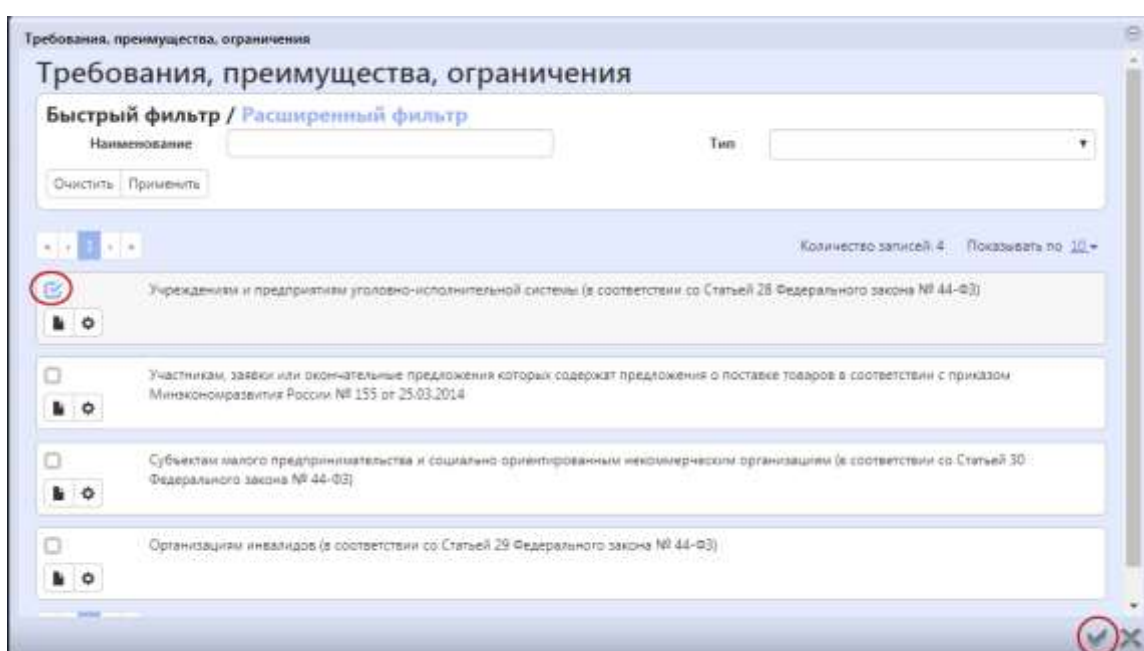 Требования, преимущества, ограничения
Требования, преимущества, ограничения
Быстрый фильтр / Расширенный фильтр
Наименование Тип
Очистить Применить
« ‹ 1 › » Количество записей: 4 Показывать по 10
Учреждениям и предприятиям уголовно-исполнительной системы (в соответствии со Статьей 28 Федерального закона № 44-ФЗ)
Участникам, заявки или окончательные предложения которых содержат предложения о поставке товаров в соответствии с приказом
Минэкономразвития России № 155 от 25.03.2014
Субъектам малого предпринимательства и социально ориентированным некоммерческим организациям (в соответствии со Статьей 30
Федерального закона № 44-ФЗ)
Организациям инвалидов (в соответствии со Статьей 29 Федерального закона № 44-ФЗ)